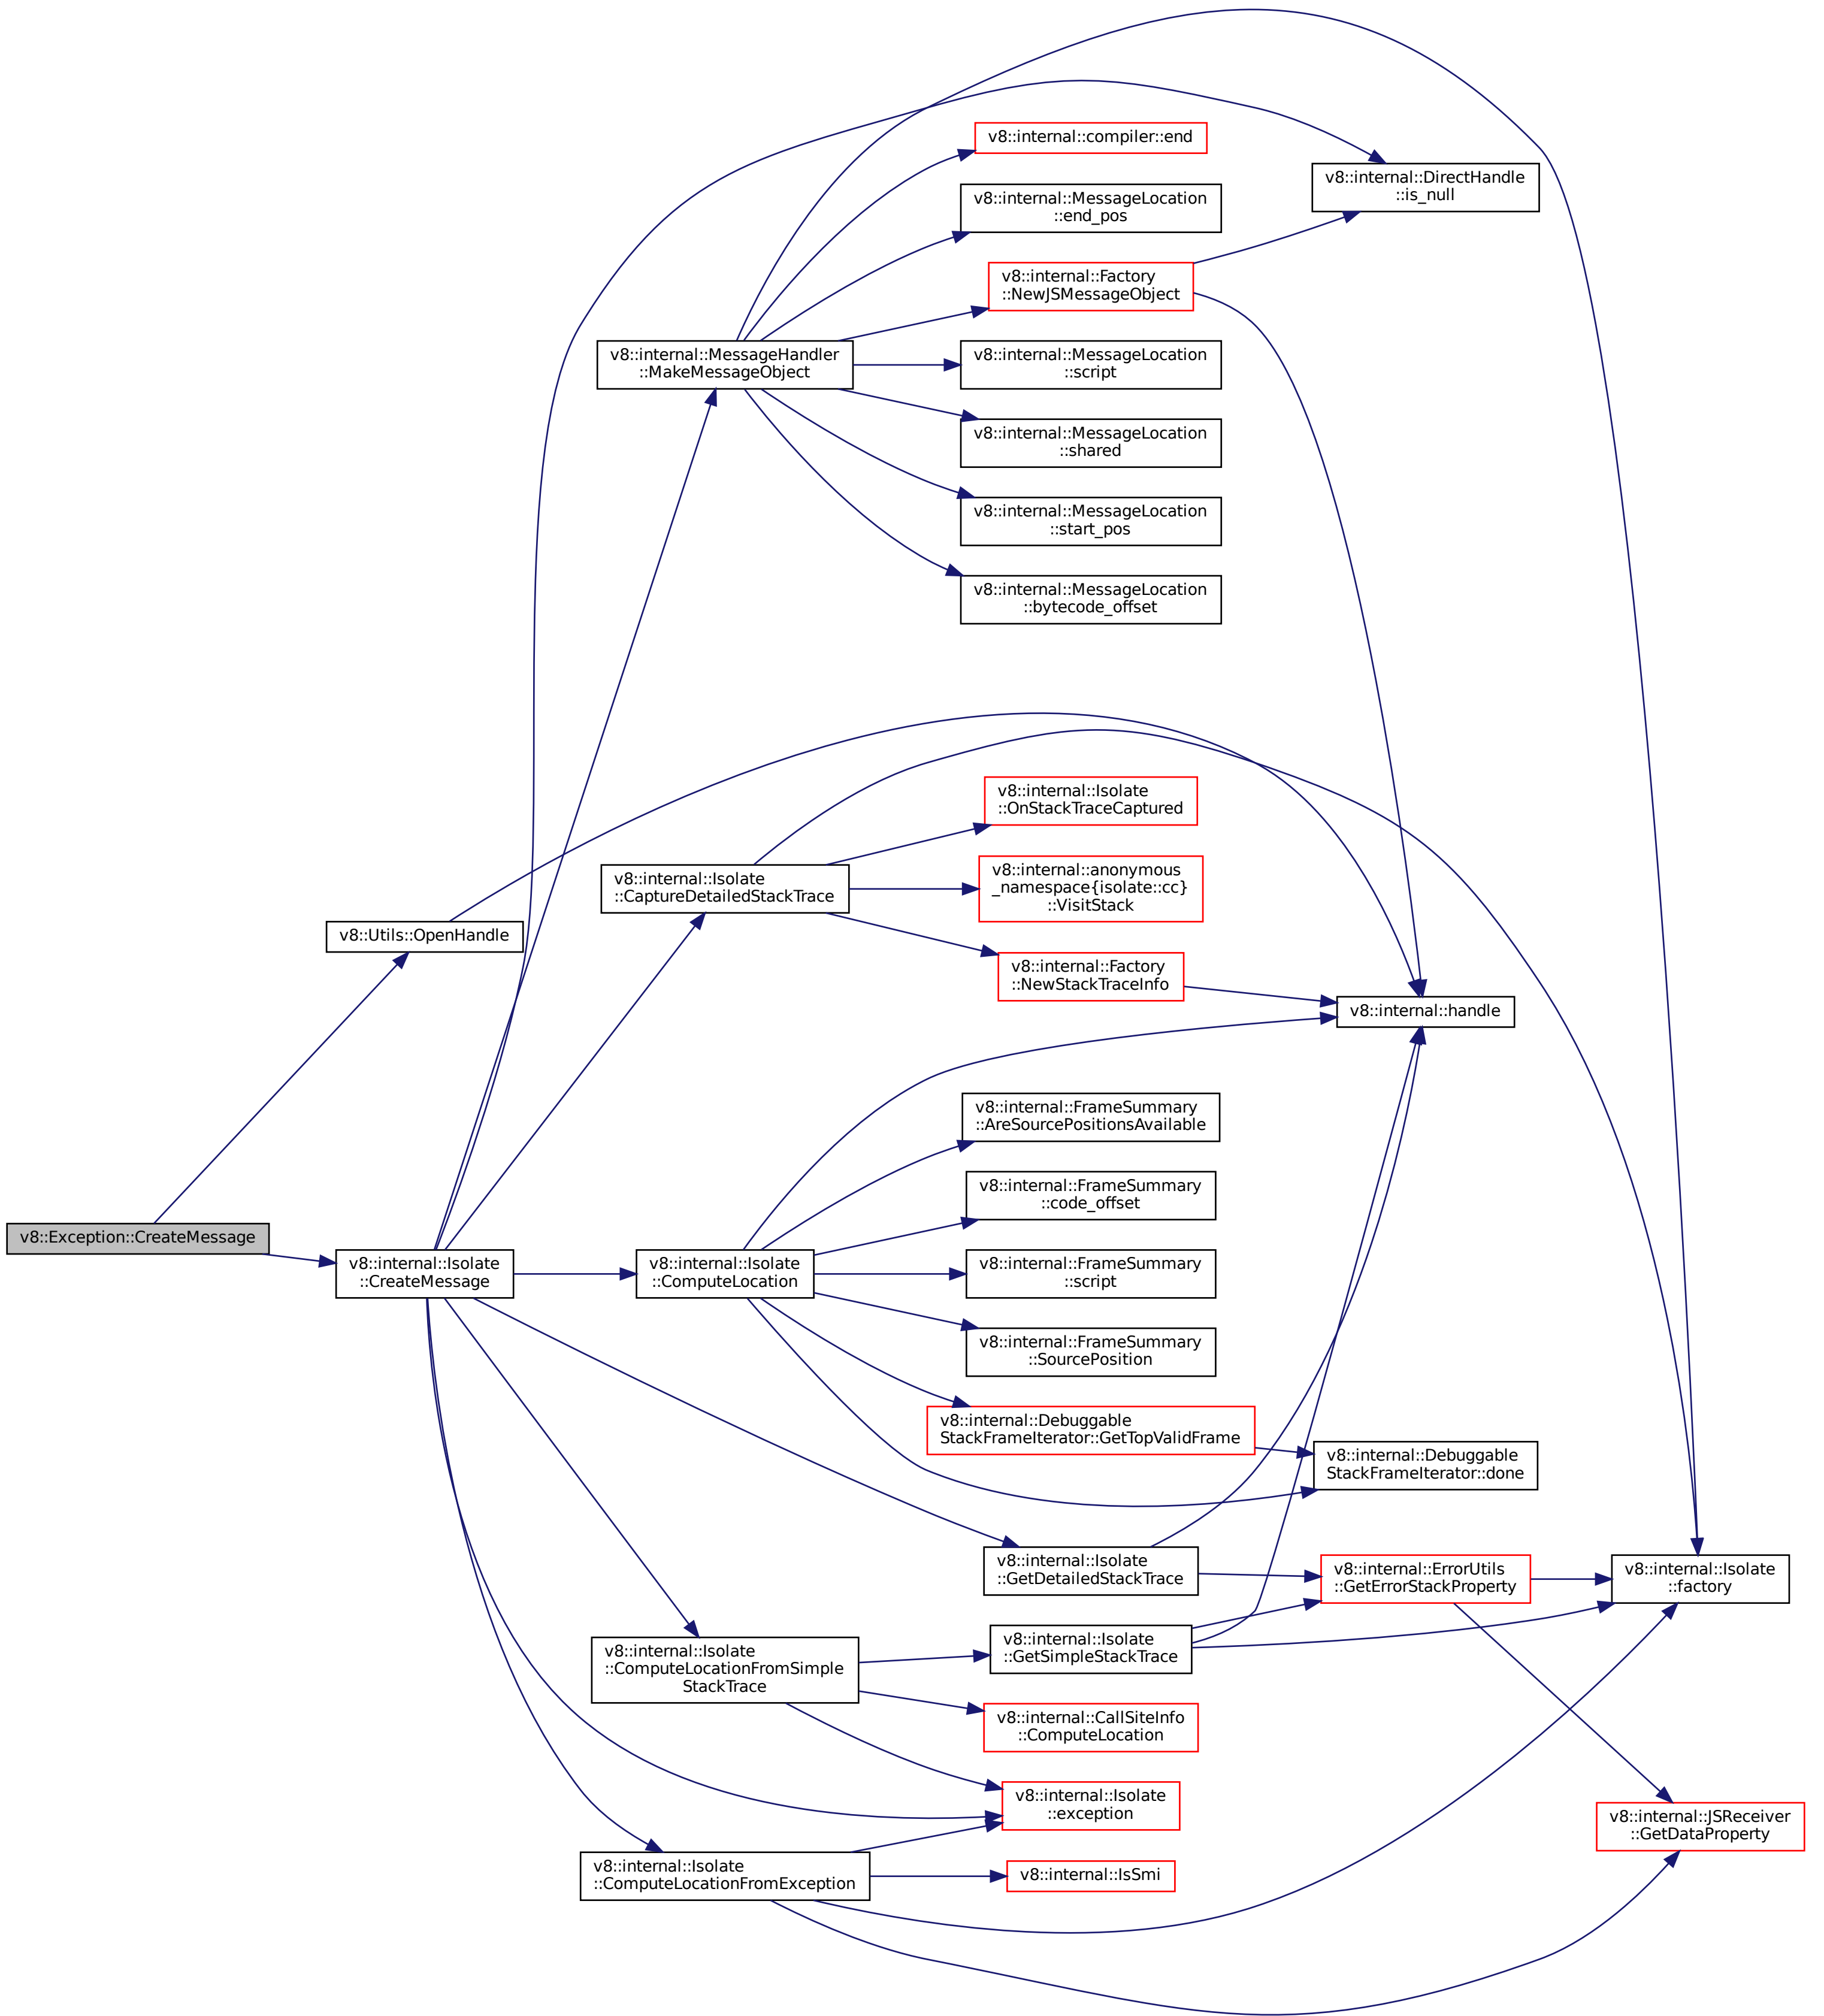 v8::Exception::CreateMessage
v8::Utils::OpenHandle
v8::internal::Isolate
::CreateMessage
v8::internal::MessageHandler
::MakeMessageObject
v8::internal::Isolate
::CaptureDetailedStackTrace
v8::internal::Isolate
::ComputeLocation
v8::internal::Isolate
::ComputeLocationFromSimple
StackTrace
v8::internal::Isolate
::ComputeLocationFromException
v8::internal::compiler::end
v8::internal::MessageLocation
::end_pos
v8::internal::Factory
::NewJSMessageObject
v8::internal::MessageLocation
::script
v8::internal::MessageLocation
::shared
v8::internal::MessageLocation
::start_pos
v8::internal::MessageLocation
::bytecode_offset
v8::internal::Isolate
::OnStackTraceCaptured
v8::internal::anonymous
_namespace{isolate::cc}
::VisitStack
v8::internal::Factory
::NewStackTraceInfo
v8::internal::FrameSummary
::AreSourcePositionsAvailable
v8::internal::FrameSummary
::code_offset
v8::internal::FrameSummary
::script
v8::internal::FrameSummary
::SourcePosition
v8::internal::Debuggable
StackFrameIterator::GetTopValidFrame
v8::internal::Isolate
::GetDetailedStackTrace
v8::internal::Isolate
::GetSimpleStackTrace
v8::internal::CallSiteInfo
::ComputeLocation
v8::internal::Isolate
::exception
v8::internal::IsSmi
v8::internal::DirectHandle
::is_null
v8::internal::handle
v8::internal::Debuggable
StackFrameIterator::done
v8::internal::ErrorUtils
::GetErrorStackProperty
v8::internal::Isolate
::factory
v8::internal::JSReceiver
::GetDataProperty